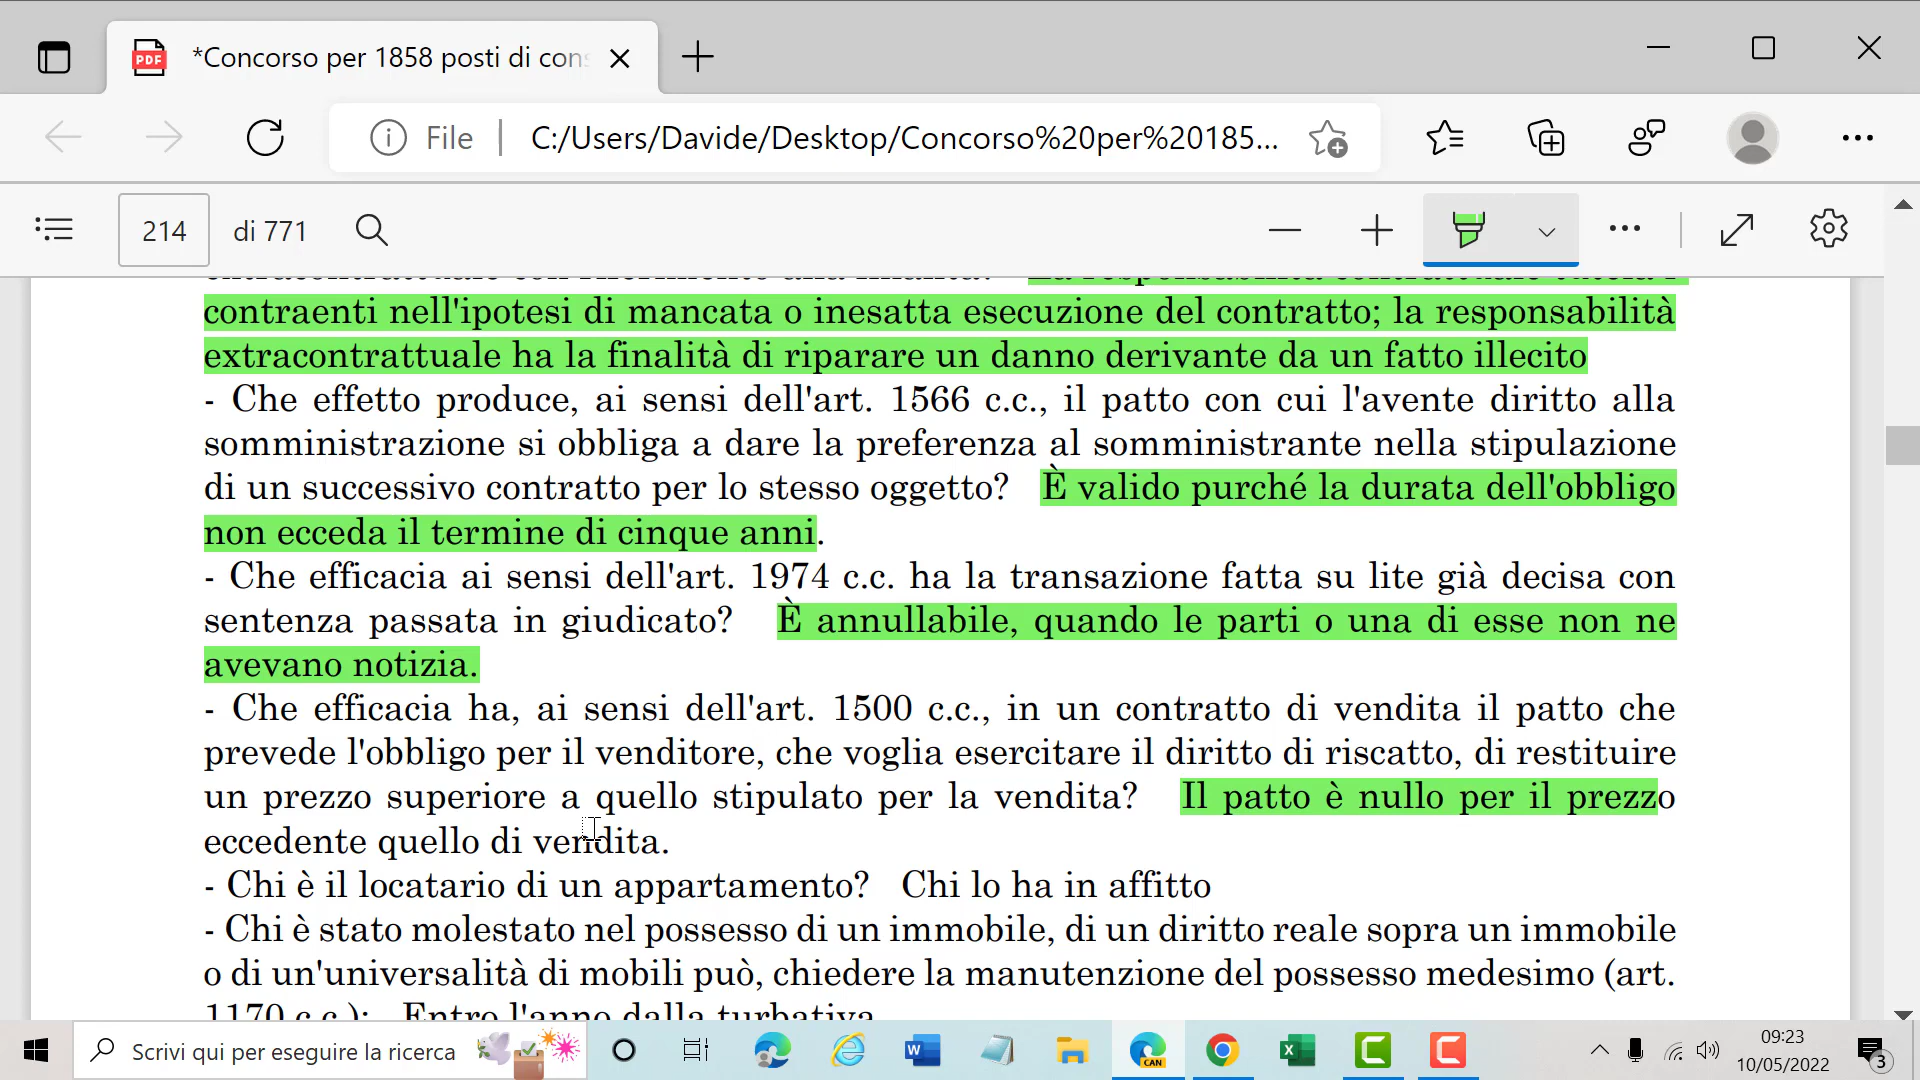 *Concorso per 1858 posti di cons
File
C:/Users/Davide/Desktop/Concorso%20per%20185...
214 di 771
contraenti nell'ipotesi di mancata o inesatta esecuzione del contratto; la responsabilità
extracontrattuale ha la finalità di riparare un danno derivante da un fatto illecito
- Che effetto produce, ai sensi dell'art. 1566 c.c., il patto con cui l'avente diritto alla
somministrazione si obbliga a dare la preferenza al somministrante nella stipulazione
di un successivo contratto per lo stesso oggetto? È valido purché la durata dell'obbligo
non ecceda il termine di cinque anni.
- Che efficacia ai sensi dell'art. 1974 c.c. ha la transazione fatta su lite già decisa con
sentenza passata in giudicato? È annullabile, quando le parti o una di esse non ne
avevano notizia.
- Che efficacia ha, ai sensi dell'art. 1500 c.c., in un contratto di vendita il patto che
prevede l'obbligo per il venditore, che voglia esercitare il diritto di riscatto, di restituire
un prezzo superiore a quello stipulato per la vendita? Il patto è nullo per il prezzo
eccedente quello di vendita.
- Chi è il locatario di un appartamento? Chi lo ha in affitto
- Chi è stato molestato nel possesso di un immobile, di un diritto reale sopra un immobile
o di un'universalità di mobili può, chiedere la manutenzione del possesso medesimo (art.
1170 c.c.): Entro l'anno dalla turbativa
Scrivi qui per eseguire la ricerca
CAN
09:23
10/05/2022
3